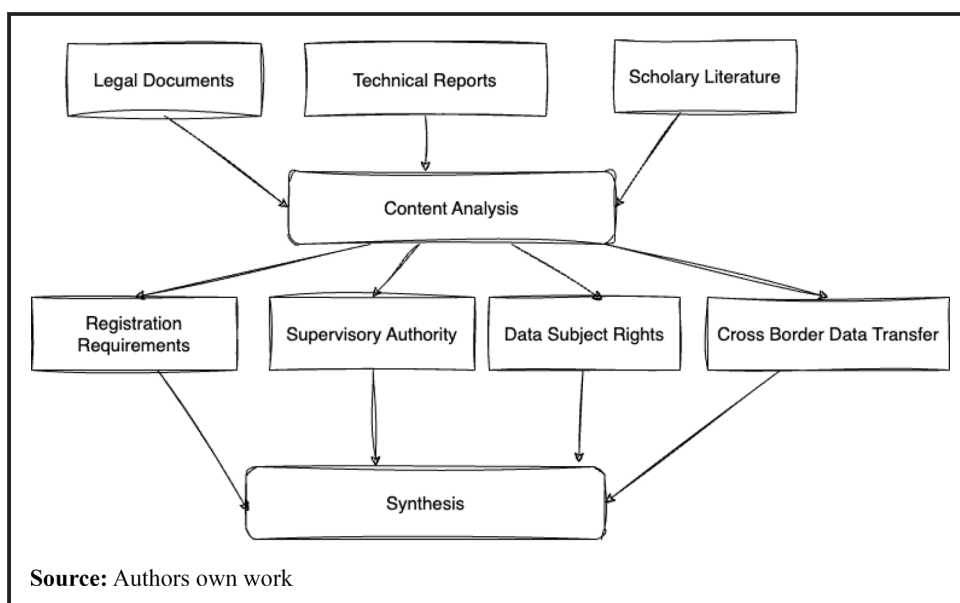 Legal Documents
Technical Reports
Scholary Literature
Content Analysis
Registration
Requirements
Supervisory Authority
Data Subject Rights
Cross Border Data Transfer
Synthesis
Source: Authors own work